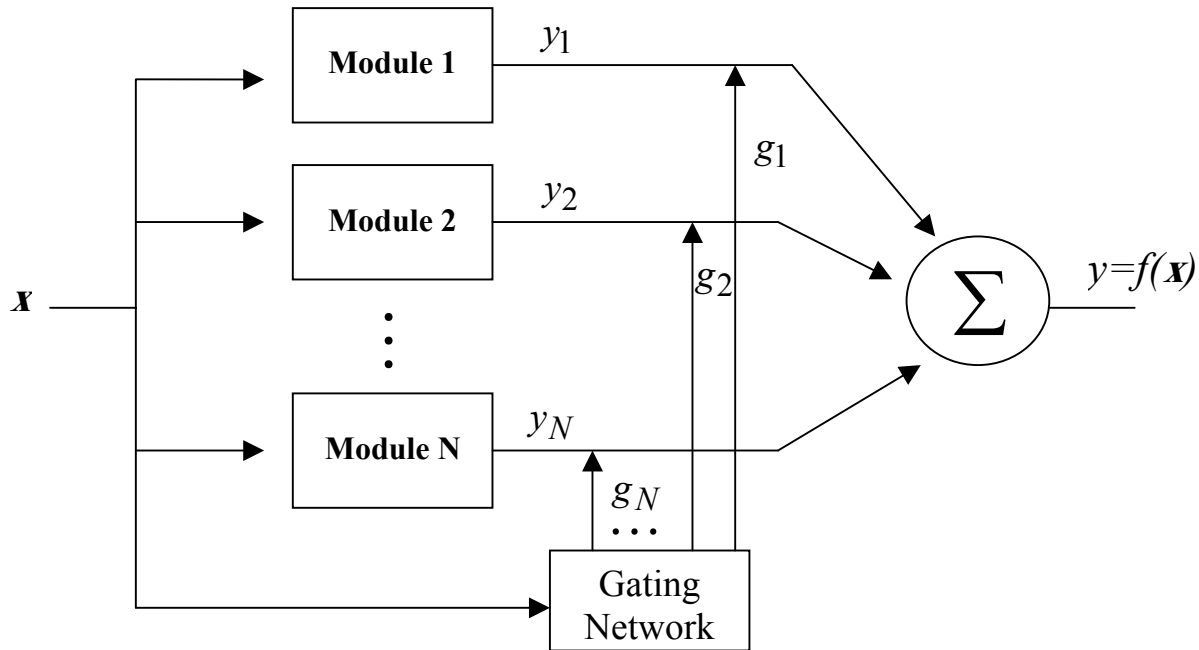 Module 1
y1
g1
Module 2
y2
g2
x
Σ
y=f(x)
Module N
yN
gN
Gating
Network